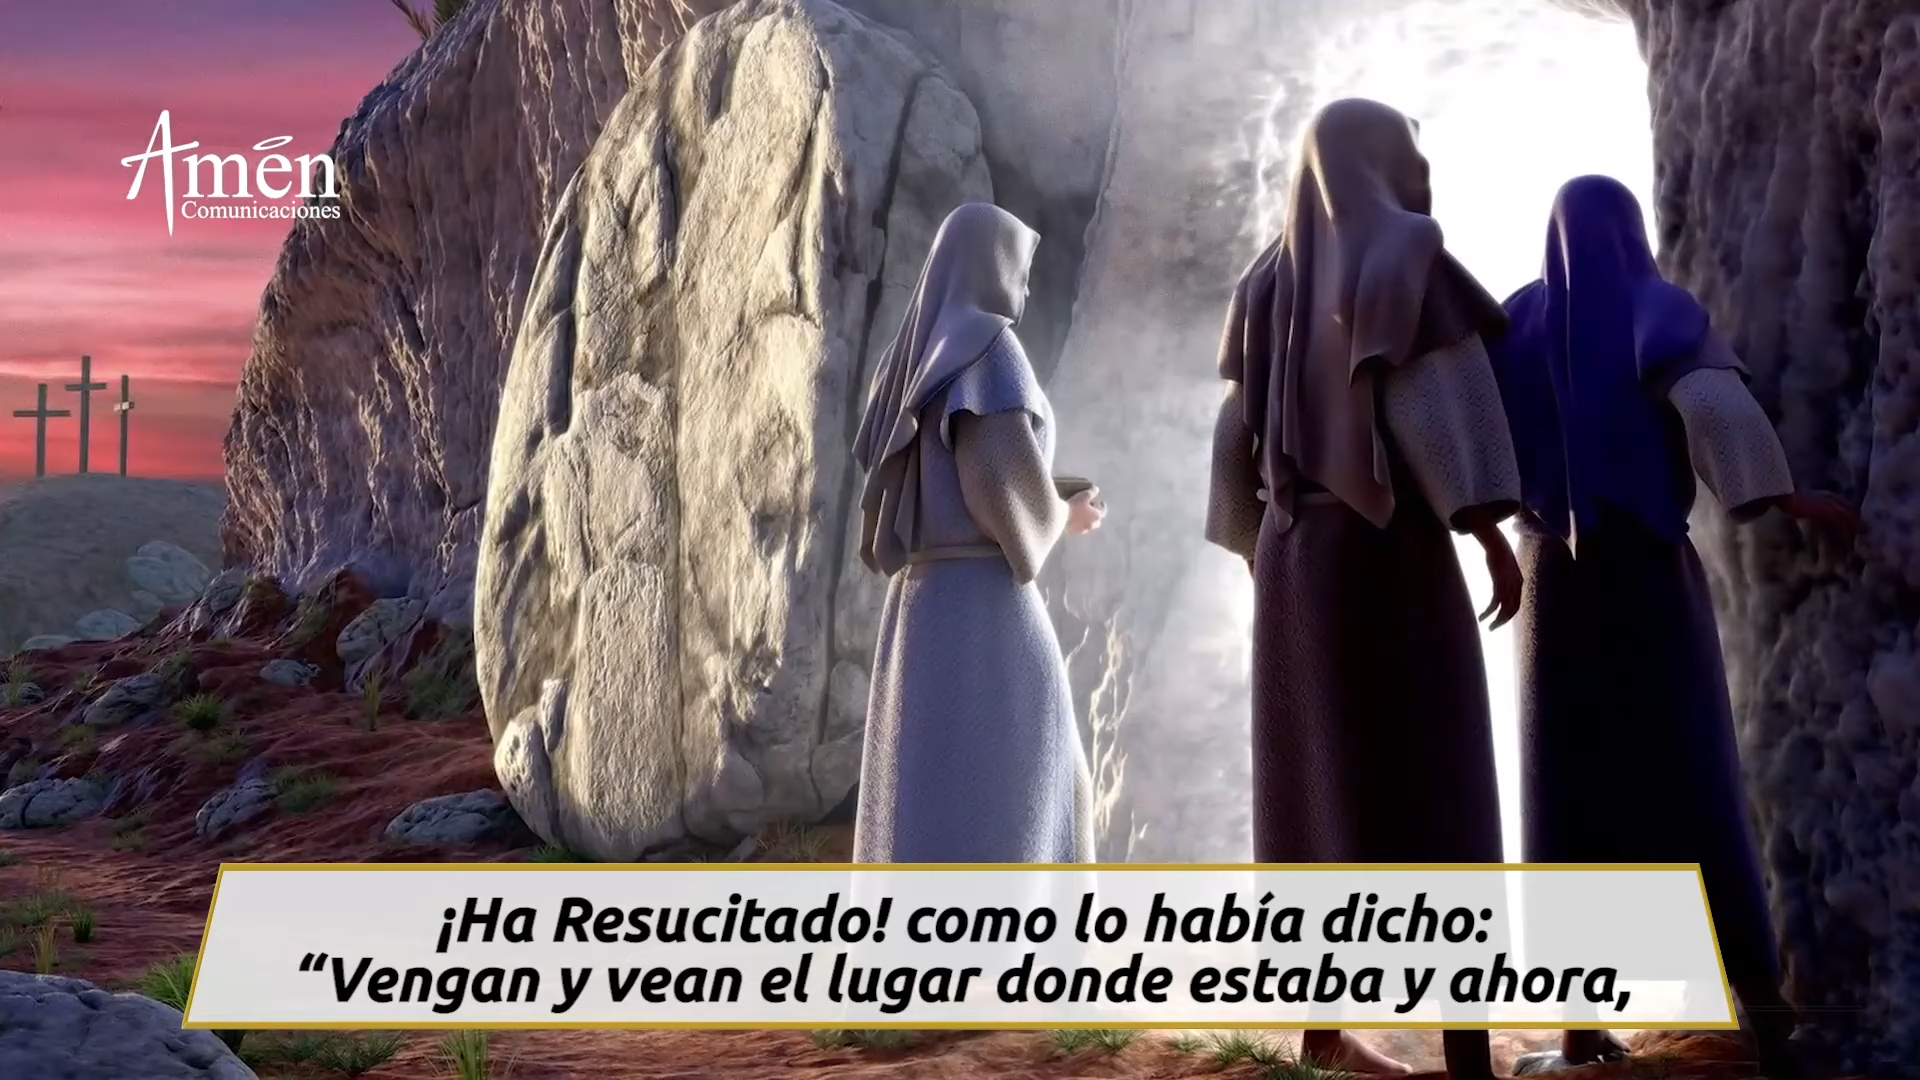 Amén
Comunicaciones
¡Ha Resucitado! como lo había dicho:
“Vengan y vean el lugar donde estaba y ahora,